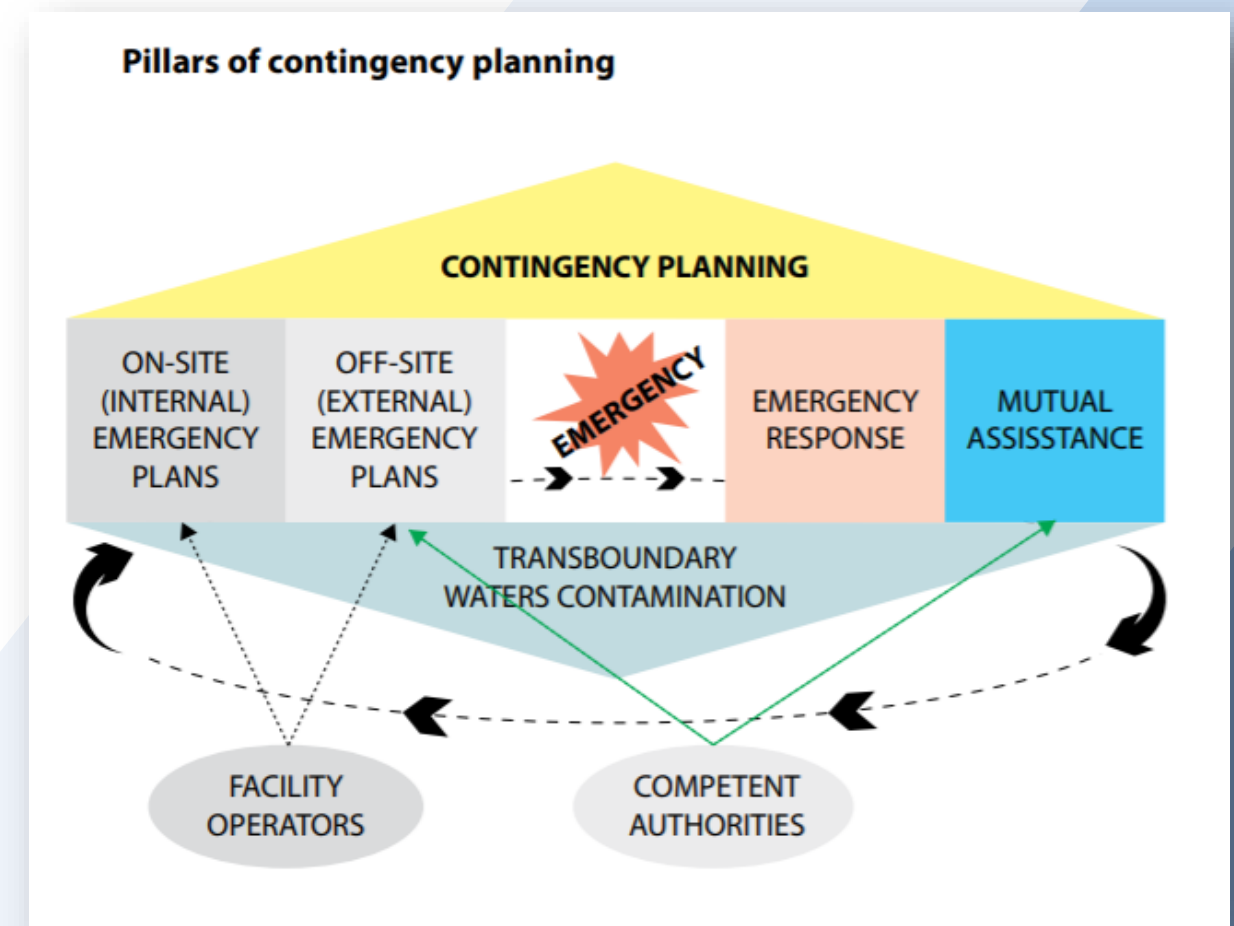 Pillars of contingency planning
CONTINGENCY PLANNING
ON-SITE
(INTERNAL)
EMERGENCY
PLANS
OFF-SITE
(EXTERNAL)
EMERGENCY
PLANS
EMERGENCY
EMERGENCY
RESPONSE
MUTUAL
ASSISSTANCE
TRANSBOUNDARY
WATERS CONTAMINATION
FACILITY
OPERATORS
COMPETENT
AUTHORITIES